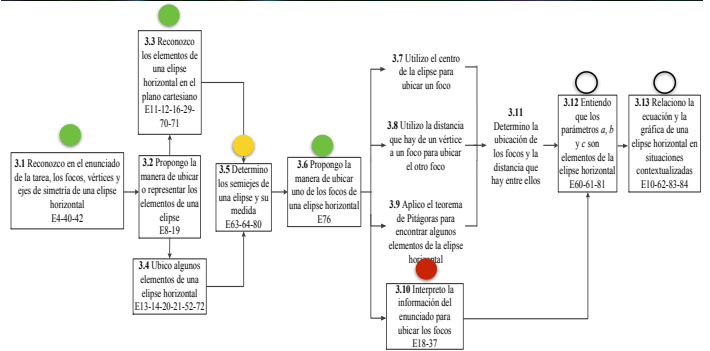 3.3 Reconozco
los elementos de
una elipse
horizontal en el
plano cartesiano
E11-12-16-29-
70-71
3.1 Reconozco en el enunciado
de la tarea, los focos, vértices y
ejes de simetría de una elipse
horizontal
E4-40-42
3.2 Propongo la
manera de ubicar
o representar los
elementos de una
elipse
E8-19
3.4 Ubico algunos
elementos de una
elipse horizontal
E13-14-20-21-52-72
3.5 Determino
los semiejes de
una elipse y su
medida
E63-64-80
3.6 Propongo la
manera de ubicar
uno de los focos de
una elipse horizontal
E76
3.7 Utilizo el centro
de la elipse para
ubicar un foco
3.8 Utilizo la distancia
que hay de un vértice
a un foco para ubicar
el otro foco
3.9 Aplico el teorema
de Pitágoras para
encontrar algunos
elementos de la elipse
horizontal
3.10 Interpreto la
información del
enunciado para
ubicar los focos
E18-37
3.11
Determino la
ubicación de
los focos y la
distancia que
hay entre ellos
3.12 Entiendo
que los
parámetros a, b
y c son
elementos de la
elipse horizontal
E60-61-81
3.13 Relaciono la
ecuación y la
gráfica de una
elipse horizontal en
situaciones
contextualizadas
E10-62-83-84